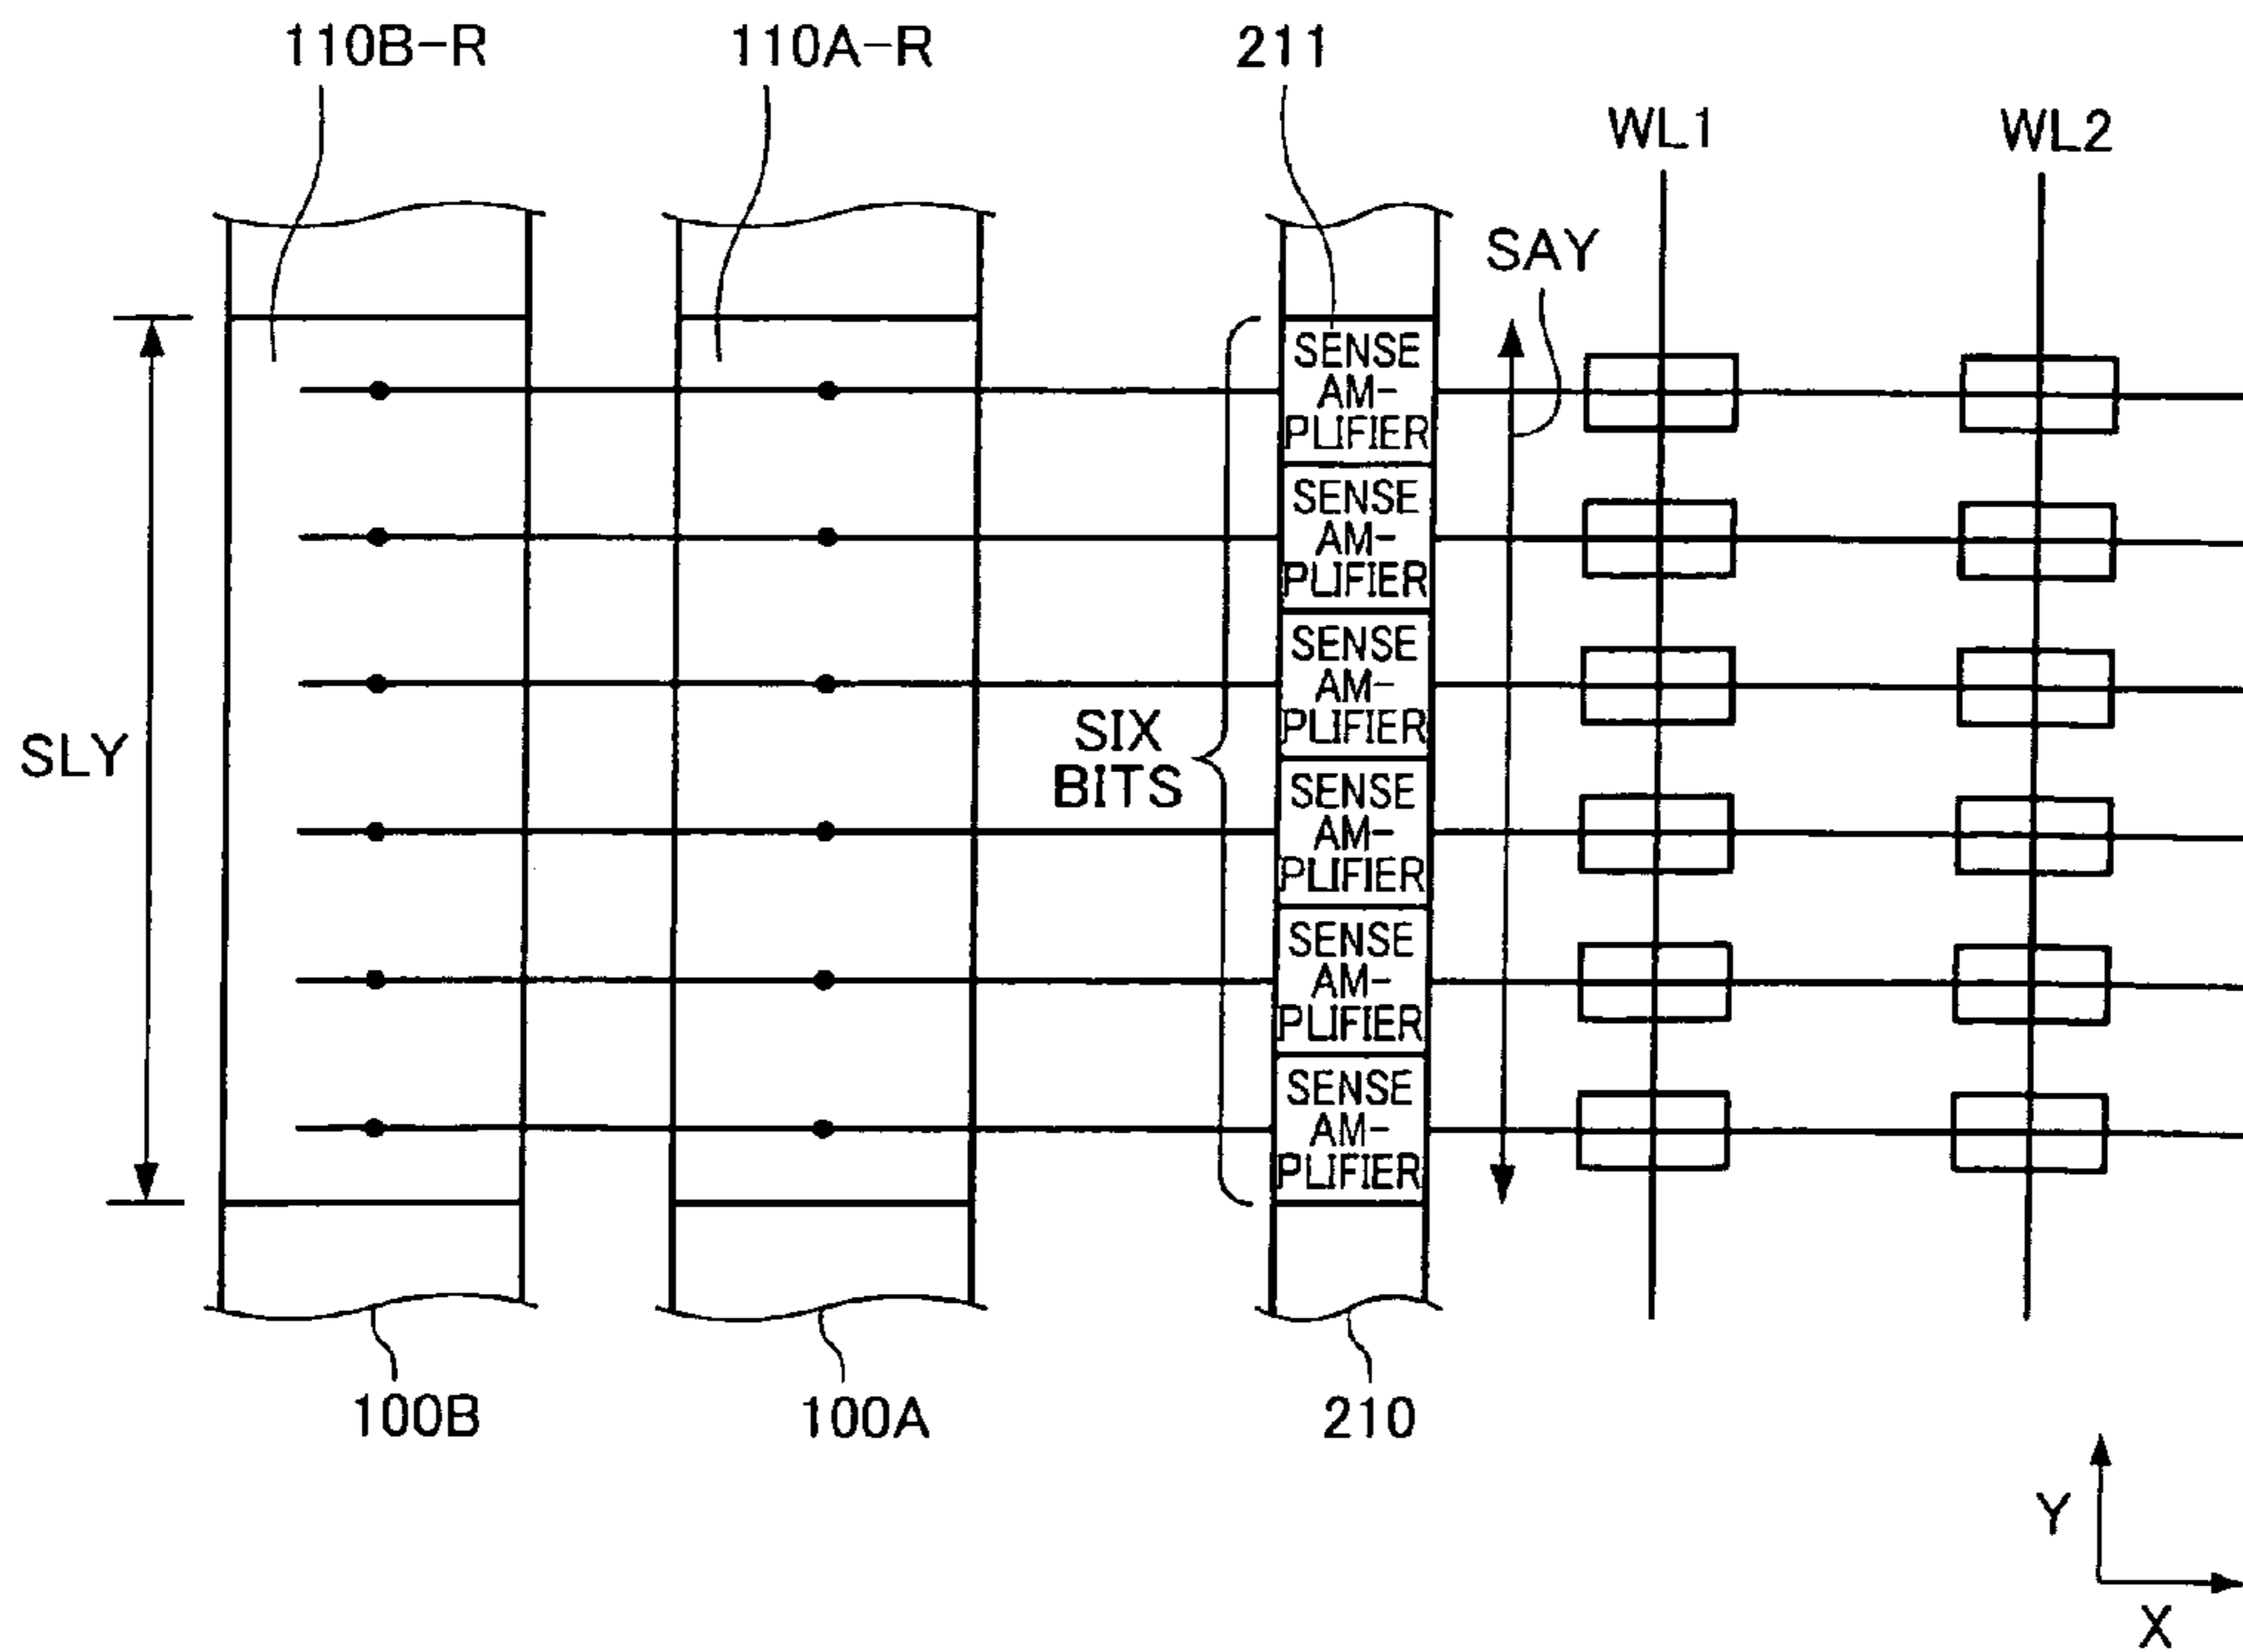 110B-R
110A-R
211
WL1
WL2
SAY
SENSE
AM-
PLIFIER
SENSE
AM-
PLIFIER
SENSE
AM-
PLIFIER
SLY
SIX
BITS
SENSE
AM-
PLIFIER
SENSE
AM-
PLIFIER
SENSE
AM-
PLIFIER
100B
100A
210
Y
X